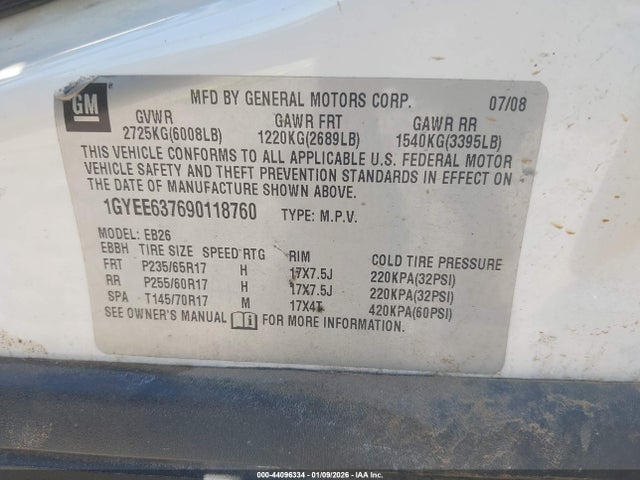 GM
MFD BY GENERAL MOTORS CORP. 07/08
GVWR GAWR FRT GAWR RR
2725KG(6008LB) 1220KG(2689LB) 1540KG(3395LB)
THIS VEHICLE CONFORMS TO ALL APPLICABLE U.S. FEDERAL MOTOR
VEHICLE SAFETY AND THEFT PREVENTION STANDARDS IN EFFECT ON
THE DATE OF MANUFACTURE SHOWN ABOVE.
1GYEE637690118760 TYPE: M.P.V.
MODEL: EB26
EBBH TIRE SIZE SPEED RTG RIM COLD TIRE PRESSURE
FRT P235/65R17 H 17X7.5J 220KPA(32PSI)
RR P255/60R17 H 17X7.5J 220KPA(32PSI)
SPA T145/70R17 M 17X4T 420KPA(60PSI)
SEE OWNER'S MANUAL FOR MORE INFORMATION.
000-44096334 | 01/09/2026 - IAA Inc.